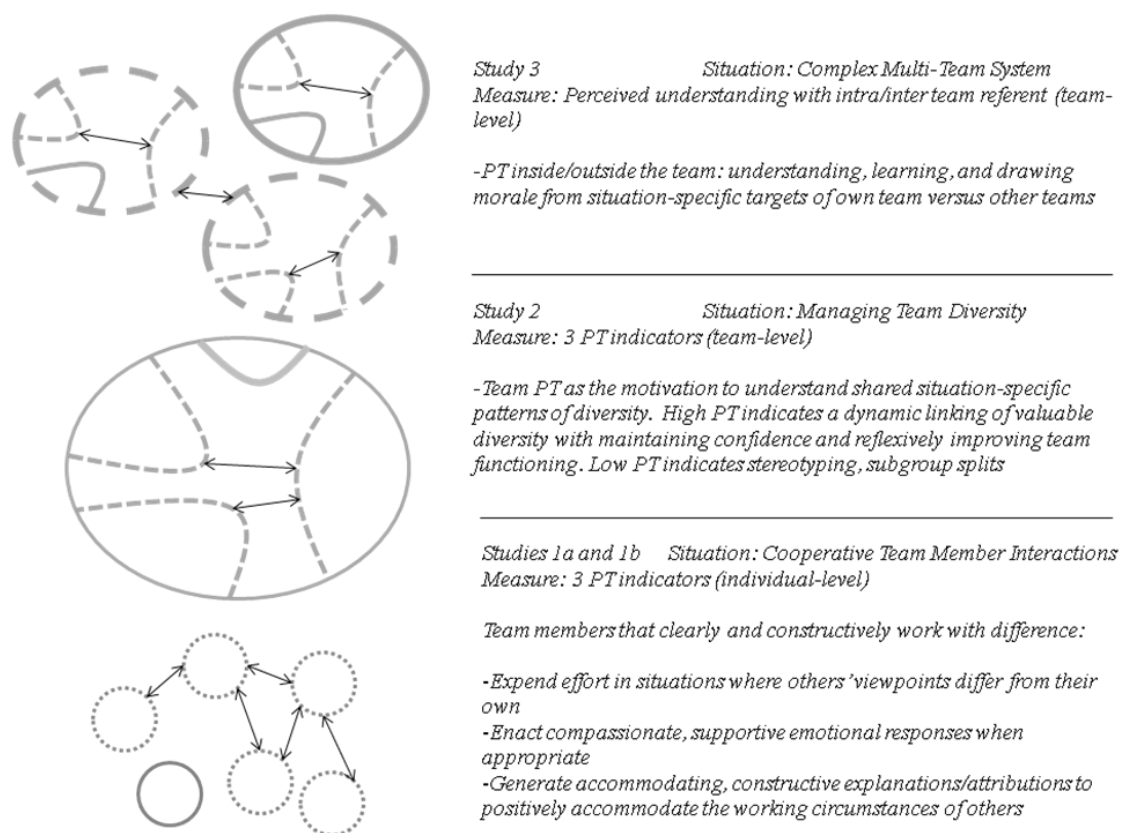 Study 3 Situation: Complex Multi-Team System
Measure: Perceived understanding with intra/inter team referent (team-
level)
-PT inside/outside the team: understanding, learning, and drawing
morale from situation-specific targets of own team versus other teams
Study 2 Situation: Managing Team Diversity
Measure: 3 PT indicators (team-level)
-Team PT as the motivation to understand shared situation-specific
patterns of diversity. High PT indicates a dynamic linking of valuable
diversity with maintaining confidence and reflexively improving team
functioning. Low PT indicates stereotyping, subgroup splits
Studies 1a and 1b Situation: Cooperative Team Member Interactions
Measure: 3 PT indicators (individual-level)
Team members that clearly and constructively work with difference:
-Expend effort in situations where others' viewpoints differ from their
own
-Enact compassionate, supportive emotional responses when
appropriate
-Generate accommodating, constructive explanations/attributions to
positively accommodate the working circumstances of others